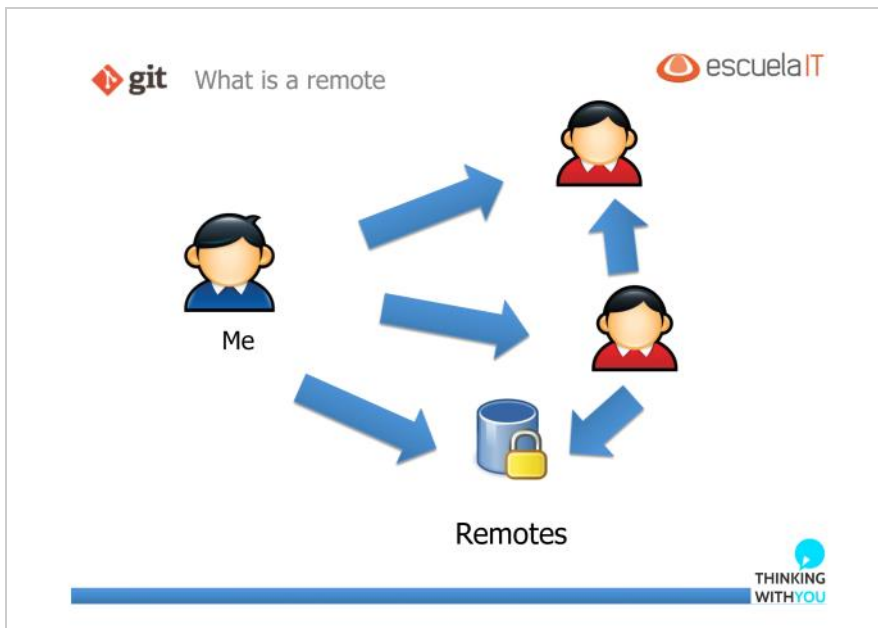 git What is a remote
escuelaIT
Me
Remotes
THINKING
WITHYOU